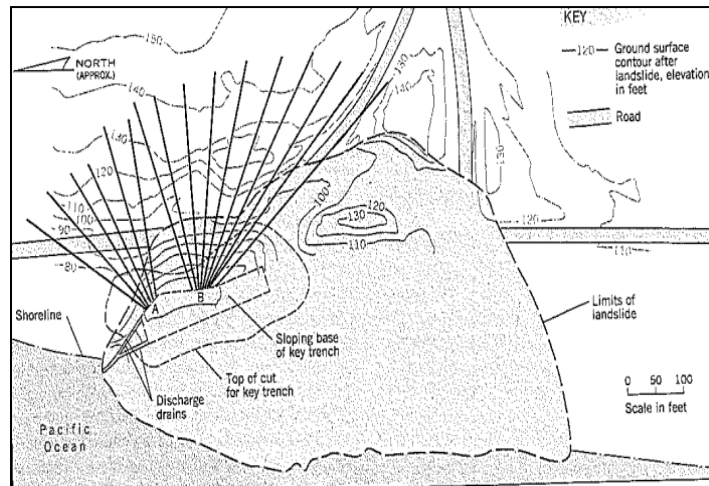 KEY
—120— Ground surface
contour after
landslide, elevation
in feet
Road
NORTH
(APPROX.)
150
140
130
120
110
100
90
80
130
140
130
120
110
100
120
130
110
A
B
Shoreline
Sloping base
of key trench
Top of cut
for key trench
Discharge
drains
Limits of
landslide
Pacific
Ocean
0 50 100
Scale in feet